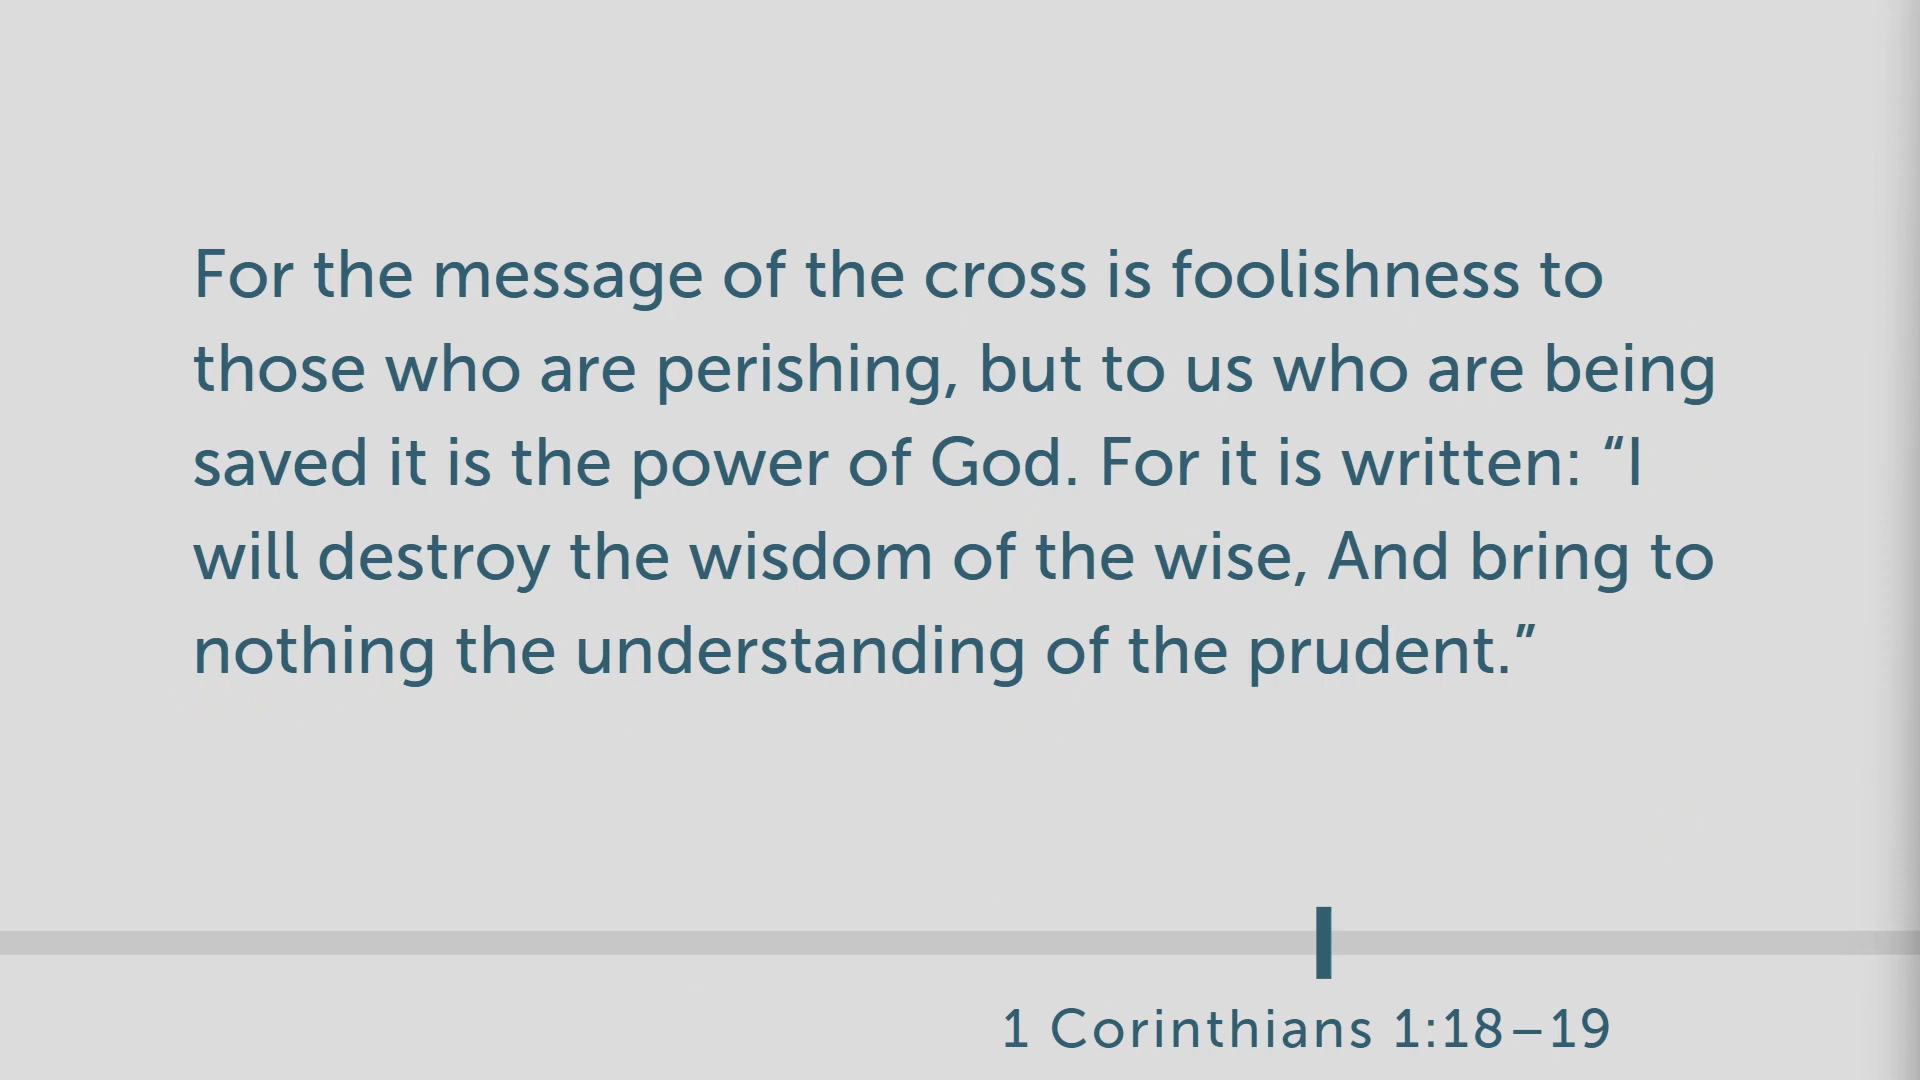 For the message of the cross is foolishness to
those who are perishing, but to us who are being
saved it is the power of God. For it is written: “I
will destroy the wisdom of the wise, And bring to
nothing the understanding of the prudent.”
1 Corinthians 1:18–19